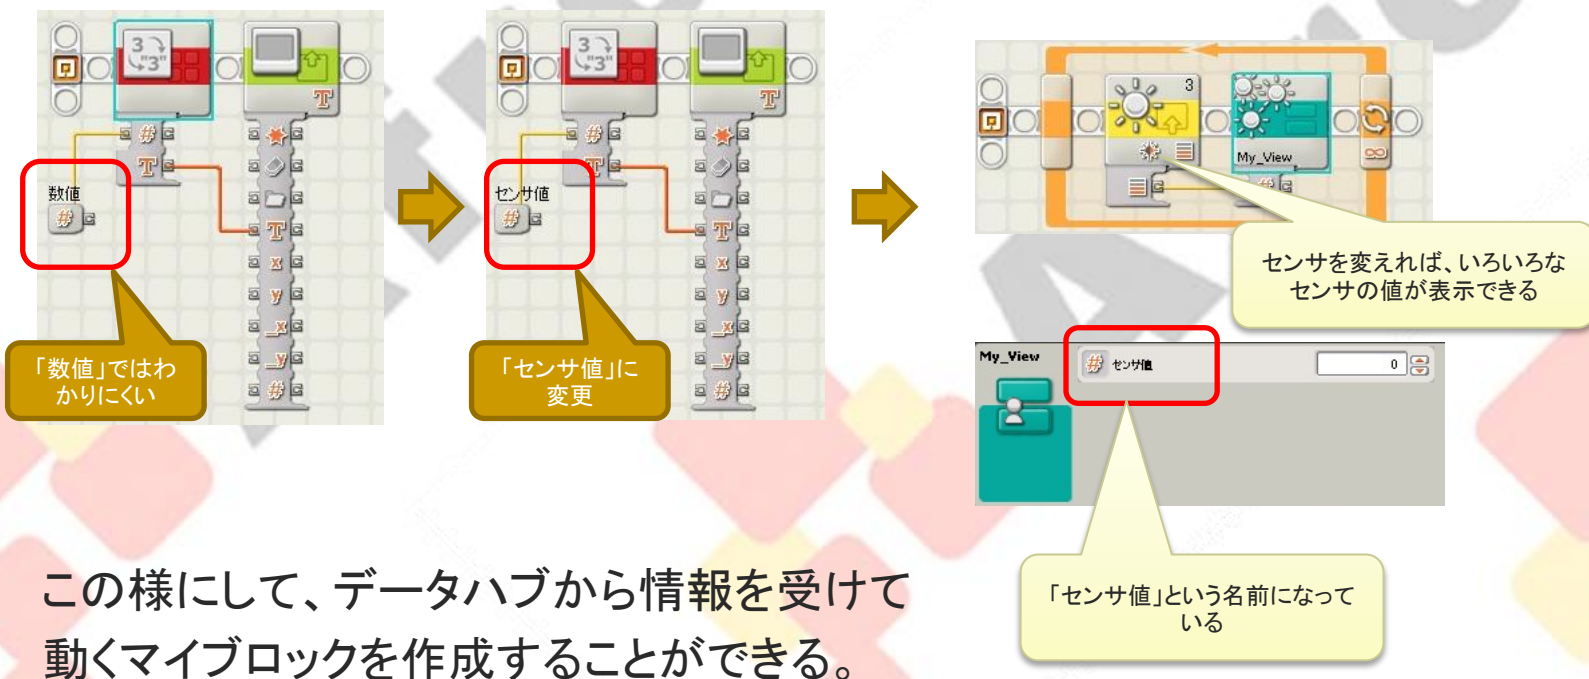 数値
「数値」ではわ
かりにくい
センサ値
「センサ値」に
変更
3
My_View
センサを変えれば、いろいろな
センサの値が表示できる
My_View
センサ値
0
「センサ値」という名前になって
いる
この様にして、データハブから情報を受けて
動くマイブロックを作成することができる。